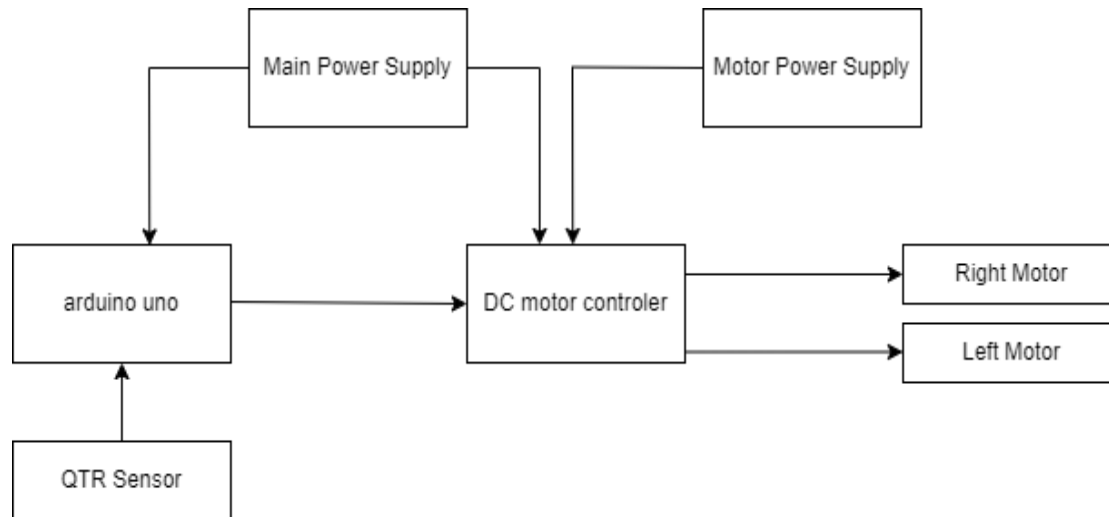 Main Power Supply
Motor Power Supply
arduino uno
DC motor controler
Right Motor
Left Motor
QTR Sensor